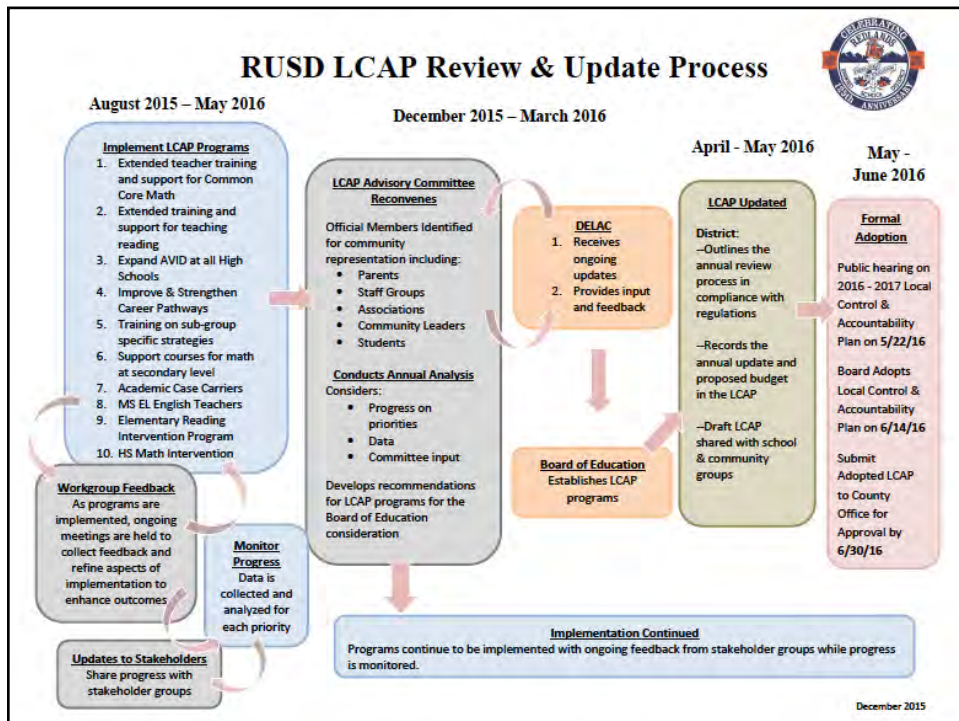 CELEBRATING
REDLANDS
SCHOOL
125th ANNIVERSARY
RUSD LCAP Review & Update Process
August 2015 – May 2016
Implement LCAP Programs
1. Extended teacher training
and support for Common
Core Math
2. Extended training and
support for teaching
reading
3. Expand AVID at all High
Schools
4. Improve & Strengthen
Career Pathways
5. Training on sub-group
specific strategies
6. Support courses for math
at secondary level
7. Academic Case Carriers
8. MS EL English Teachers
9. Elementary Reading
Intervention Program
10. HS Math Intervention
Workgroup Feedback
As programs are
implemented, ongoing
meetings are held to
collect feedback and
refine aspects of
implementation to
enhance outcomes
Monitor
Progress
Data is
collected and
analyzed for
each priority
Updates to Stakeholders
Share progress with
stakeholder groups
December 2015 – March 2016
LCAP Advisory Committee
Reconvenes
Official Members Identified
for community
representation including:
• Parents
• Staff Groups
• Associations
• Community Leaders
• Students
Conducts Annual Analysis
Considers:
• Progress on
priorities
• Data
• Committee input
Develops recommendations
for LCAP programs for the
Board of Education
consideration
DELAC
1. Receives
ongoing
updates
2. Provides input
and feedback
Board of Education
Establishes LCAP
programs
April - May 2016
LCAP Updated
District:
--Outlines the
annual review
process in
compliance with
regulations
--Records the
annual update and
proposed budget
in the LCAP
--Draft LCAP
shared with school
& community
groups
May -
June 2016
Formal
Adoption
Public hearing on
2016 - 2017 Local
Control &
Accountability
Plan on 5/22/16
Board Adopts
Local Control &
Accountability
Plan on 6/14/16
Submit
Adopted LCAP
to County
Office for
Approval by
6/30/16
Implementation Continued
Programs continue to be implemented with ongoing feedback from stakeholder groups while progress
is monitored.
December 2015